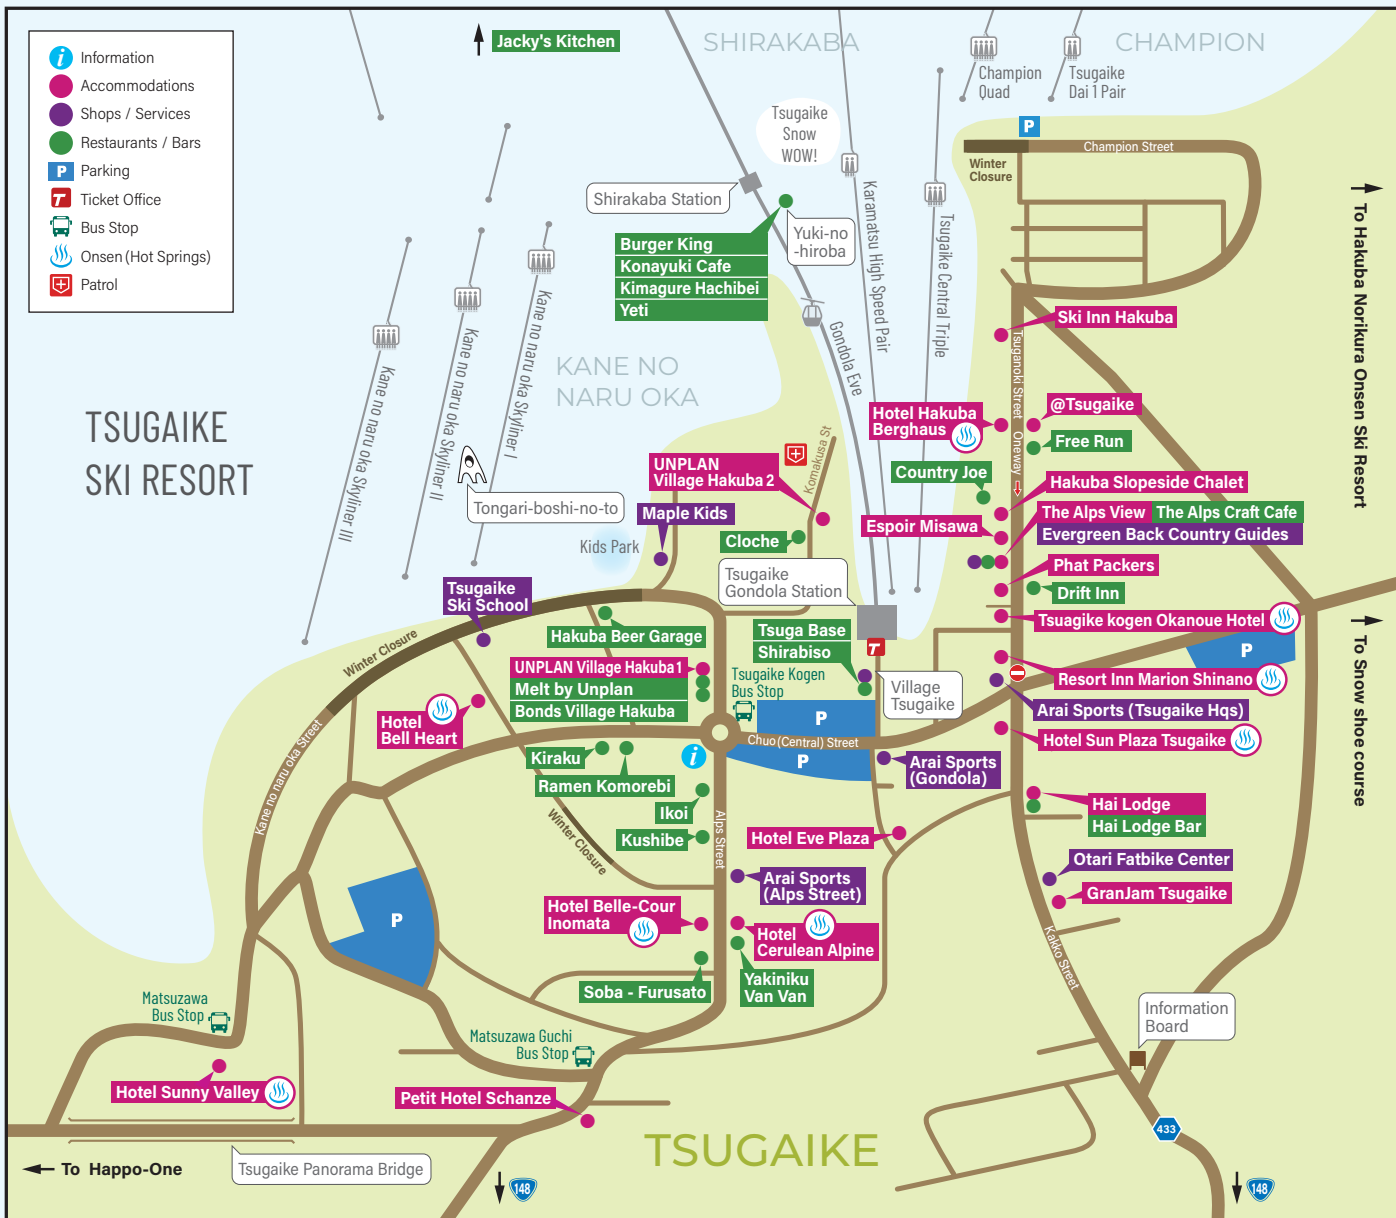 Information
Accommodations
Shops / Services
Restaurants / Bars
P
Parking
T
Ticket Office
Bus Stop
Onsen (Hot Springs)
Patrol
Jacky's Kitchen
SHIRAKABA
CHAMPION
Champion
Quad
Tsugaike
Dai 1 Pair
Tsugaike
Snow
WOW!
P
Champion Street
Winter
Closure
Shirakaba Station
Yuki-no
-hiroba
Burger King
Konayuki Cafe
Kimagure Hachibei
Yeti
Karamatsu High Speed Pair
Tsugaike Central Triple
Gondola Eve
To Hakuba Norikura Onsen Ski Resort
Kane no naru oka Skyliner III
Kane no naru oka Skyliner II
Kane no naru oka Skyliner I
KANE NO
NARU OKA
TSUGAIKE
SKI RESORT
Ski Inn Hakuba
Tsuganoki Street
Oneway
@Tsugaike
Hotel Hakuba
Berghaus
Free Run
Komakusa St
UNPLAN
Village Hakuba 2
Country Joe
Hakuba Slopeside Chalet
Tongari-boshi-no-to
Maple Kids
The Alps View
The Alps Craft Cafe
Espoir Misawa
Evergreen Back Country Guides
Kids Park
Cloche
Phat Packers
Tsugaike
Gondola Station
Drift Inn
Tsugaike
Ski School
Tsuagike kogen Okanoue Hotel
Hakuba Beer Garage
Tsuga Base
Shirabiso
T
Winter Closure
P
To Snow shoe course
UNPLAN Village Hakuba 1
Melt by Unplan
Bonds Village Hakuba
Tsugaike Kogen
Bus Stop
Village
Tsugaike
Resort Inn Marion Shinano
Arai Sports (Tsugaike Hqs)
Hotel
Bell Heart
P
Chuo (Central) Street
Hotel Sun Plaza Tsugaike
Kane no naru oka Street
Kiraku
Ramen Komorebi
P
Arai Sports
(Gondola)
Ikoi
Hai Lodge
Hai Lodge Bar
Winter Closure
Kushibe
Alps Street
Hotel Eve Plaza
Otari Fatbike Center
Arai Sports
(Alps Street)
GranJam Tsugaike
P
Hotel Belle-Cour
Inomata
Hotel
Cerulean Alpine
Kakko Street
Soba - Furusato
Yakiniku
Van Van
Matsuzawa
Bus Stop
Information
Board
Matsuzawa Guchi
Bus Stop
Hotel Sunny Valley
Petit Hotel Schanze
TSUGAIKE
433
To Happo-One
Tsugaike Panorama Bridge
148
148